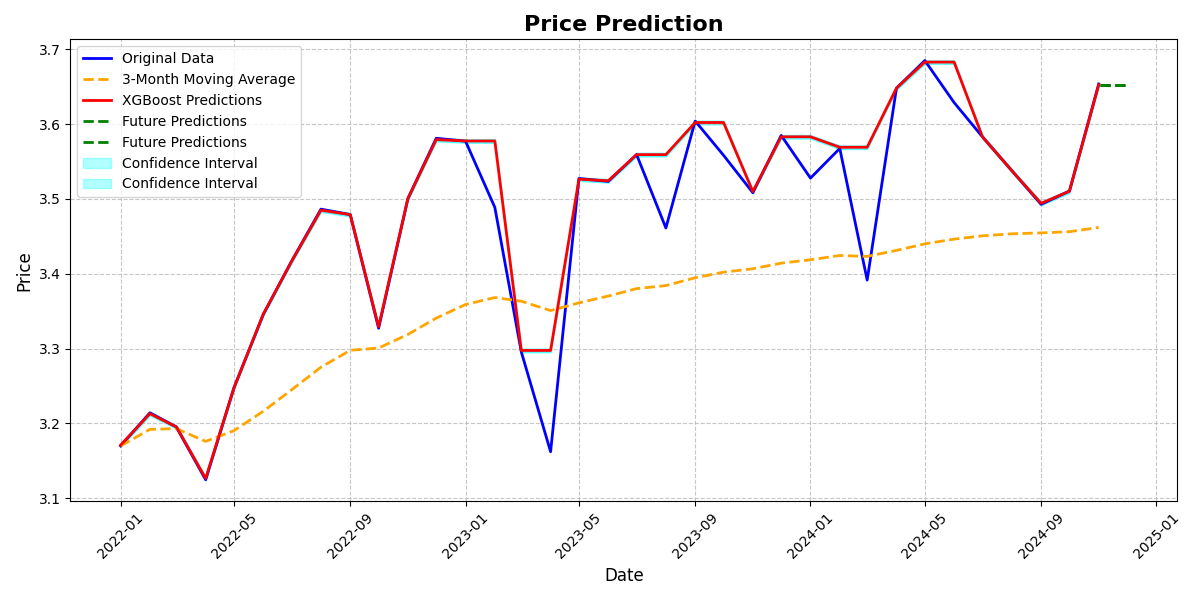 Price Prediction
Price
3.7
3.6
3.5
3.4
3.3
3.2
3.1
Original Data
3-Month Moving Average
XGBoost Predictions
Future Predictions
Future Predictions
Confidence Interval
Confidence Interval
2022-01
2022-05
2022-09
2023-01
2023-05
2023-09
2024-01
2024-05
2024-09
2025-01
Date